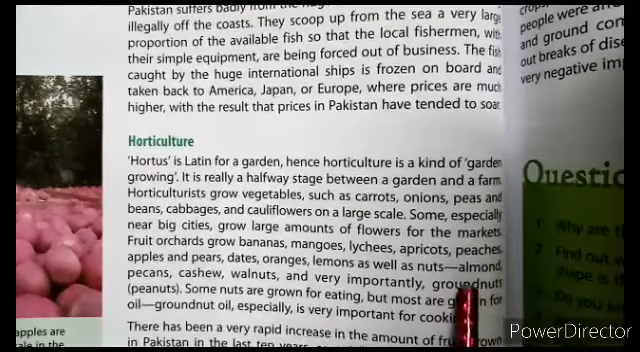 Pakistan suffers badly from the
illegally off the coasts. They scoop up from the sea a very large
proportion of the available fish so that the local fishermen, with
their simple equipment, are being forced out of business. The fish
caught by the huge international ships is frozen on board and
taken back to America, Japan, or Europe, where prices are much
higher, with the result that prices in Pakistan have tended to soar.
Horticulture
'Hortus' is Latin for a garden, hence horticulture is a kind of 'garden
growing'. It is really a halfway stage between a garden and a farm.
Horticulturists grow vegetables, such as carrots, onions, peas and
beans, cabbages, and cauliflowers on a large scale. Some, especially
near big cities, grow large amounts of flowers for the markets.
Fruit orchards grow bananas, mangoes, lychees, apricots, peaches,
apples and pears, dates, oranges, lemons as well as nuts—almond,
pecans, cashew, walnuts, and very importantly, groundnuts
(peanuts). Some nuts are grown for eating, but most are for
oil—groundnut oil, especially, is very important for
There has been a very rapid increase in the amount of
in Pakistan in the last ten years
apples are
in the
people were
and ground
out breaks of
very negative
1 Why are
2 Find out
Do you
PowerDirector